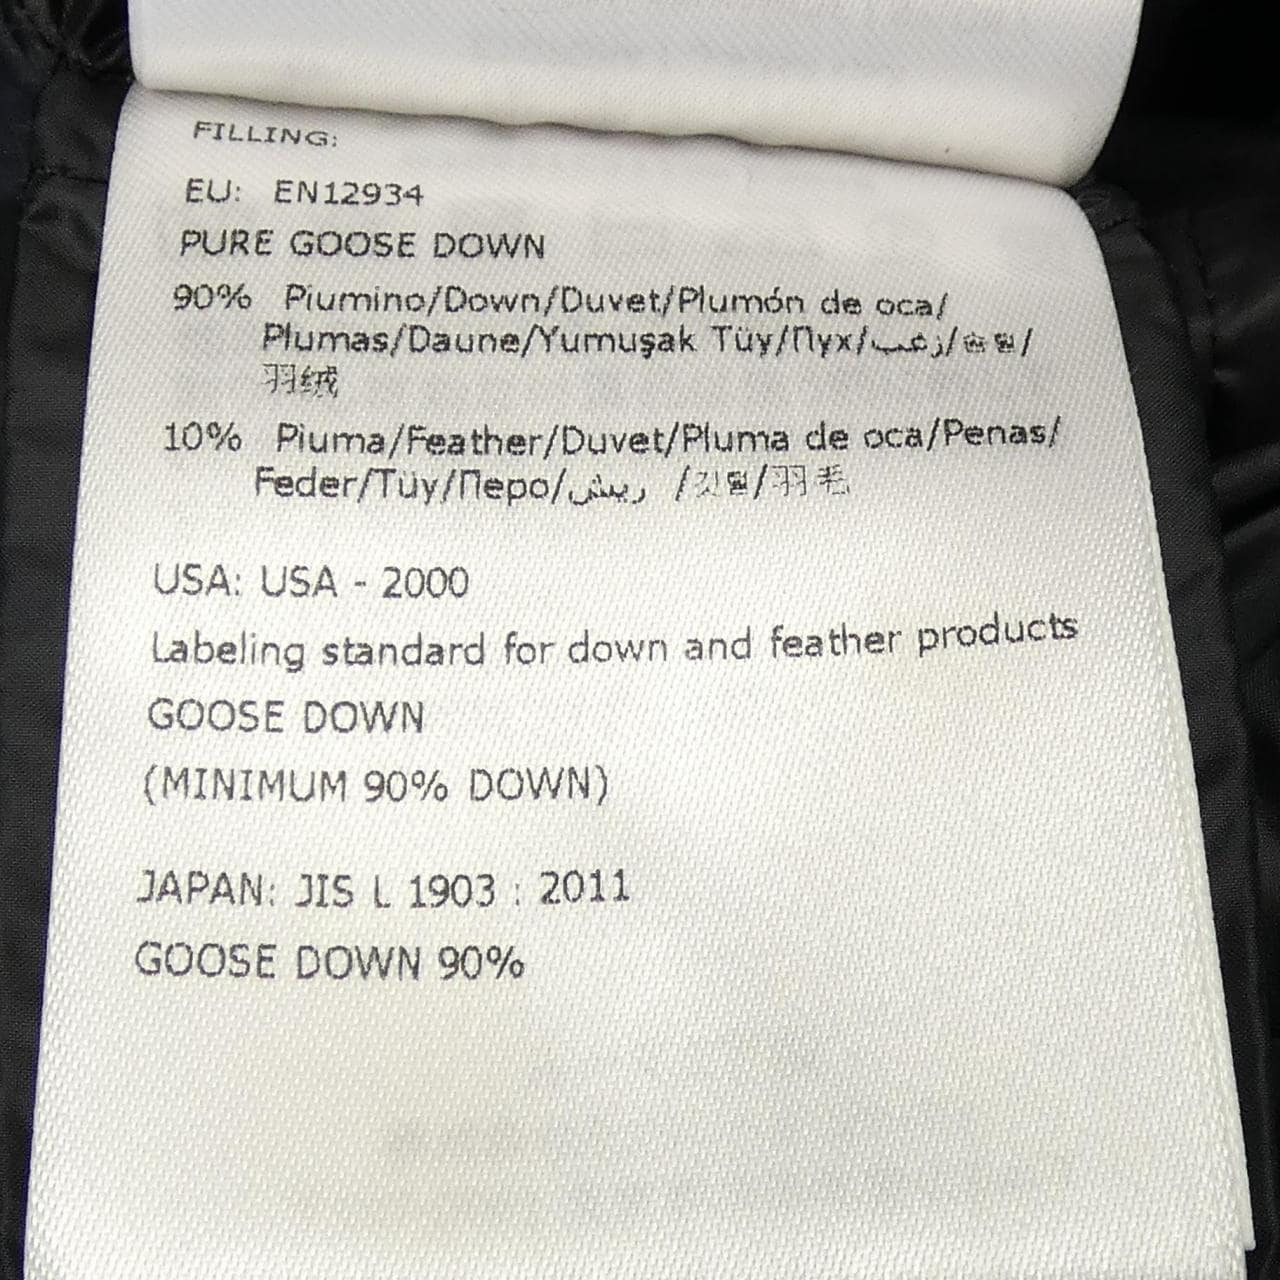 FILLING:
EU: EN12934
PURE GOOSE DOWN
90% Piumino/Down/Duvet/Plumón de oca/
Plumas/Daune/Yumuşak Tüy/Пух/زغب/솜털/
羽绒
10% Piuma/Feather/Duvet/Pluma de oca/Penas/
Feder/Tüy/Перо/ريش /깃털/羽毛
USA: USA - 2000
Labeling standard for down and feather products
GOOSE DOWN
(MINIMUM 90% DOWN)
JAPAN: JIS L 1903 : 2011
GOOSE DOWN 90%